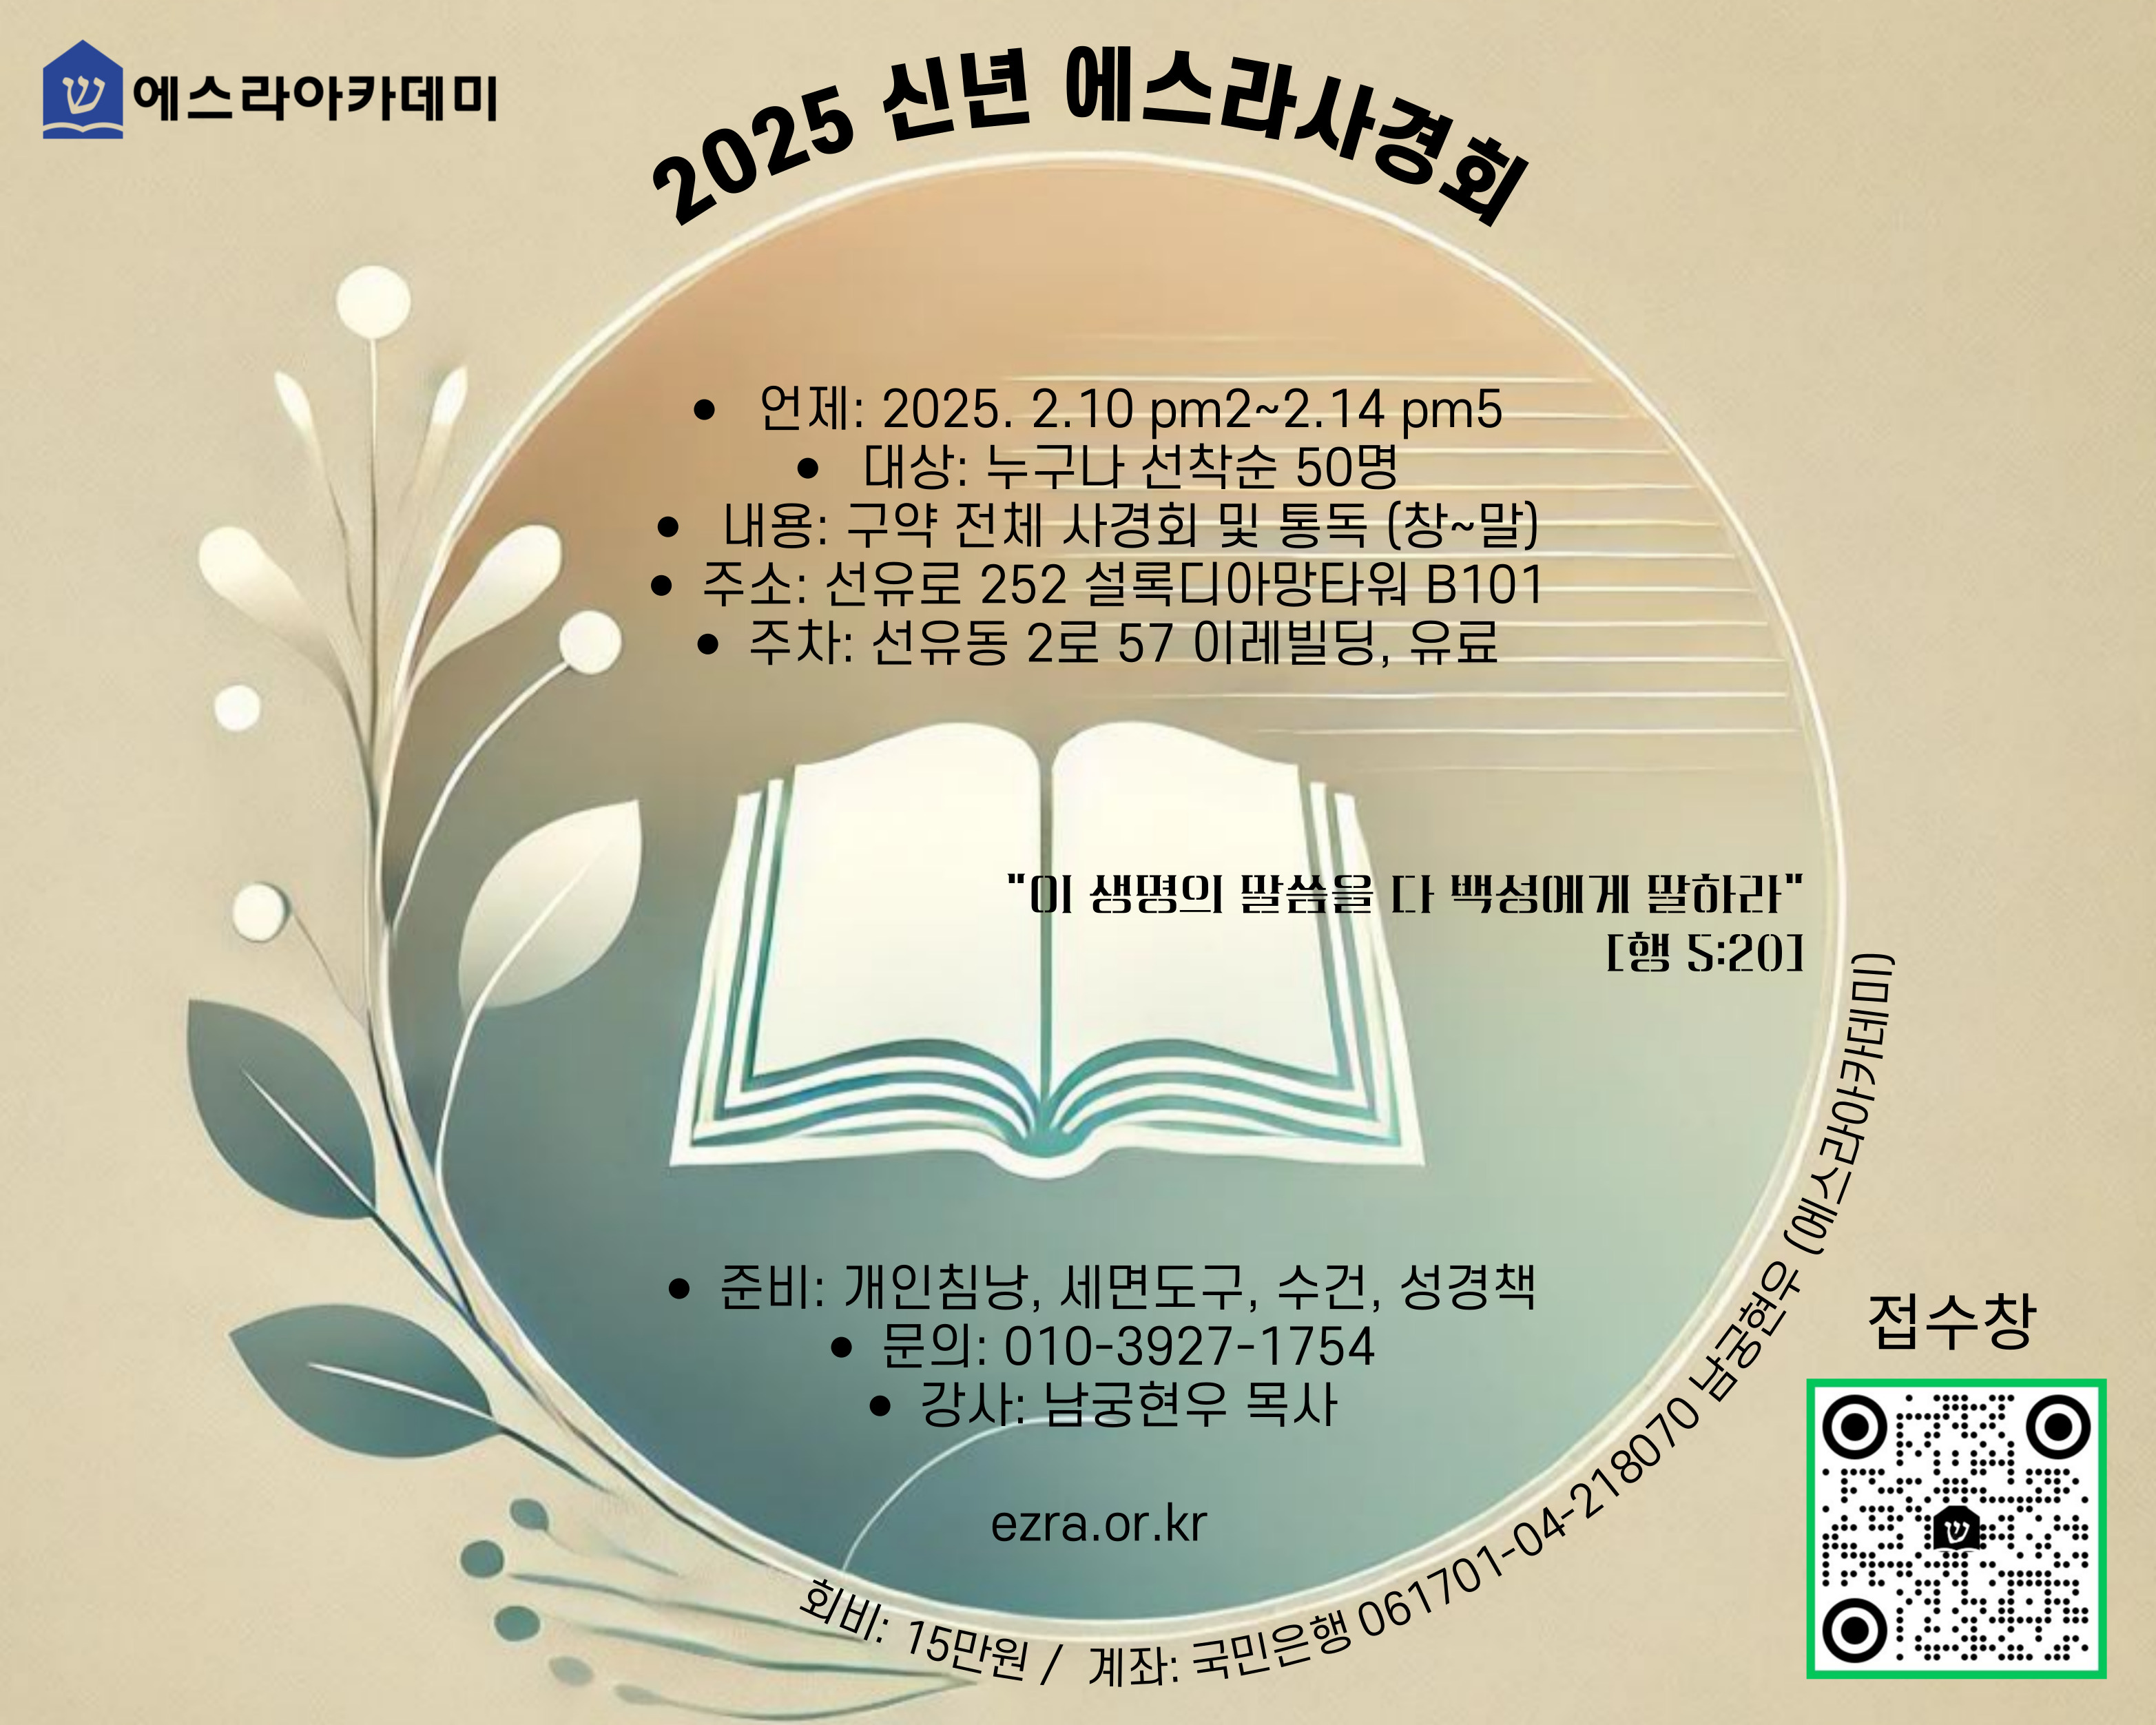 에스라아카데미
2025 신년 에스라사경회
• 언제: 2025. 2.10 pm2~2.14 pm5
• 대상: 누구나 선착순 50명
• 내용: 구약 전체 사경회 및 통독 (창~말)
• 주소: 선유로 252 설록디아망타워 B101
• 주차: 선유동 2로 57 이레빌딩, 유료
"이 생명의 말씀을 다 백성에게 말하라"
[행 5:20]
• 준비: 개인침낭, 세면도구, 수건, 성경책
• 문의: 010-3927-1754
• 강사: 남궁현우 목사
ezra.or.kr
회비: 15만원 / 계좌: 국민은행 061701-04-218070 남궁현우 (에스라아카데미)
접수창
ש